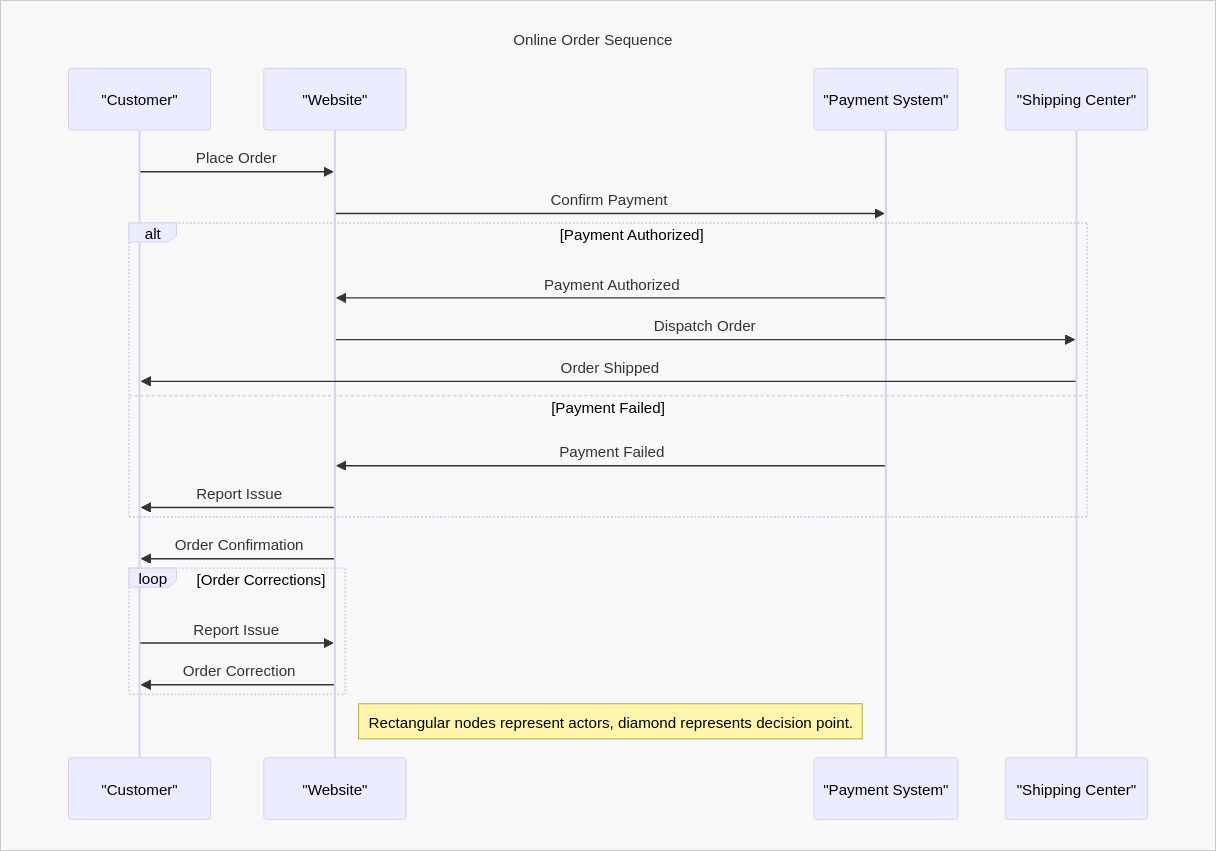 Online Order Sequence
"Customer"
"Website"
"Payment System"
"Shipping Center"
Place Order
Confirm Payment
alt
[Payment Authorized]
Payment Authorized
Dispatch Order
Order Shipped
[Payment Failed]
Payment Failed
Report Issue
Order Confirmation
loop
[Order Corrections]
Report Issue
Order Correction
Rectangular nodes represent actors, diamond represents decision point.
"Customer"
"Website"
"Payment System"
"Shipping Center"